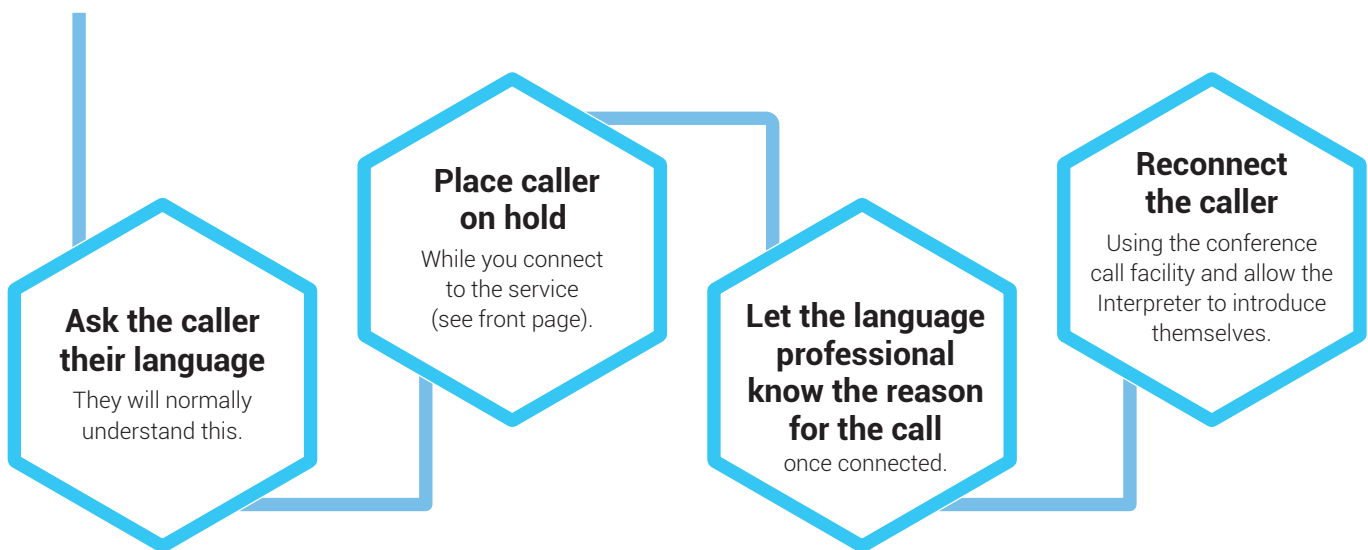 Ask the caller
their language
They will normally
understand this.
Place caller
on hold
While you connect
to the service
(see front page).
Let the language
professional
know the reason
for the call
once connected.
Reconnect
the caller
Using the conference
call facility and allow the
Interpreter to introduce
themselves.